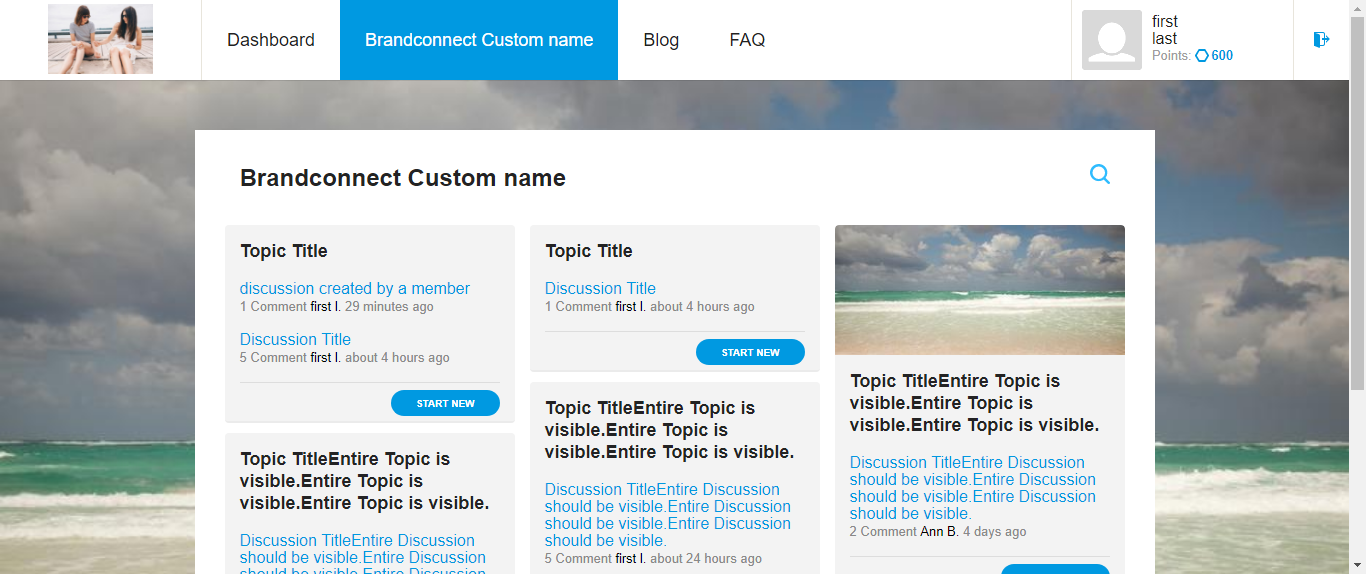 Dashboard
Brandconnect Custom name
Blog
FAQ
first
last
Points: 600
Brandconnect Custom name
Topic Title
discussion created by a member
1 Comment first l. 29 minutes ago
Discussion Title
5 Comment first l. about 4 hours ago
START NEW
Topic TitleEntire Topic is
visible.Entire Topic is
visible.Entire Topic is visible.
Discussion TitleEntire Discussion
should be visible.Entire Discussion
should be visible.Entire Discussion
Topic Title
Discussion Title
1 Comment first l. about 4 hours ago
START NEW
Topic TitleEntire Topic is
visible.Entire Topic is
visible.Entire Topic is visible.
Discussion TitleEntire Discussion
should be visible.Entire Discussion
should be visible.Entire Discussion
should be visible.
5 Comment first l. about 24 hours ago
Topic TitleEntire Topic is
visible.Entire Topic is
visible.Entire Topic is visible.
Discussion TitleEntire Discussion
should be visible.Entire Discussion
should be visible.Entire Discussion
should be visible.
2 Comment Ann B. 4 days ago